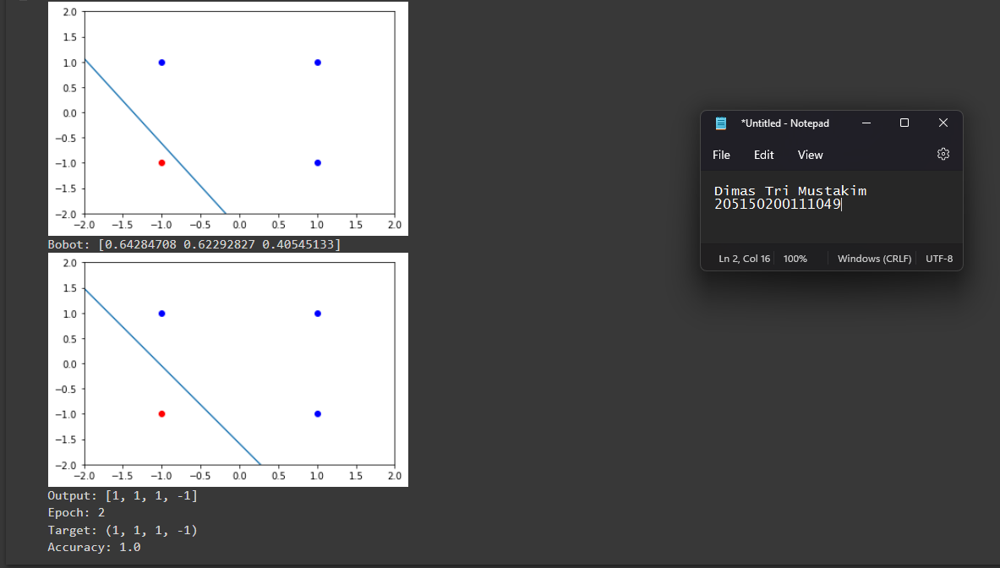 2.0
1.5
1.0
0.5
0.0
−0.5
−1.0
−1.5
−2.0
−2.0 −1.5 −1.0 −0.5 0.0 0.5 1.0 1.5 2.0
Bobot: [0.64284708 0.62292827 0.40545133]
2.0
1.5
1.0
0.5
0.0
−0.5
−1.0
−1.5
−2.0
−2.0 −1.5 −1.0 −0.5 0.0 0.5 1.0 1.5 2.0
Output: [1, 1, 1, -1]
Epoch: 2
Target: (1, 1, 1, -1)
Accuracy: 1.0
*Untitled - Notepad
File Edit View
Dimas Tri Mustakim
205150200111049
Ln 2, Col 16 100% Windows (CRLF) UTF-8